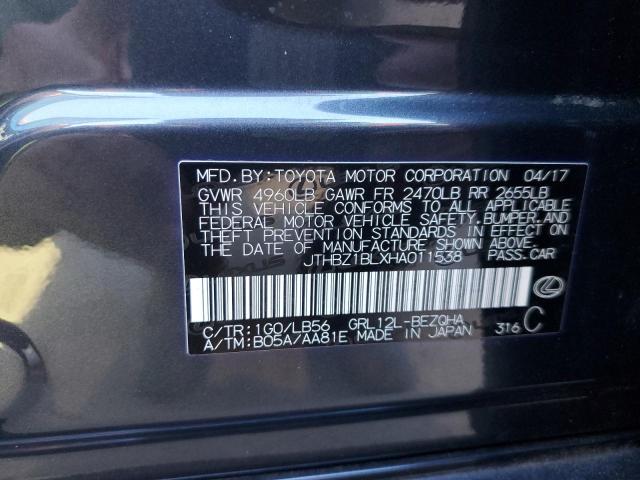 MFD. BY: TOYOTA MOTOR CORPORATION 04/17
GVWR 4960LB GAWR FR 2470LB RR 2655LB
THIS VEHICLE CONFORMS TO ALL APPLICABLE
FEDERAL MOTOR VEHICLE SAFETY, BUMPER, AND
THEFT PREVENTION STANDARDS IN EFFECT ON
THE DATE OF MANUFACTURE SHOWN ABOVE.
JTHBZ1BLXHA011538 PASS. CAR
C/TR: 1G0/LB56 GRL12L-BEZQHA
A/TM: B05A/AA81E MADE IN JAPAN 316 C